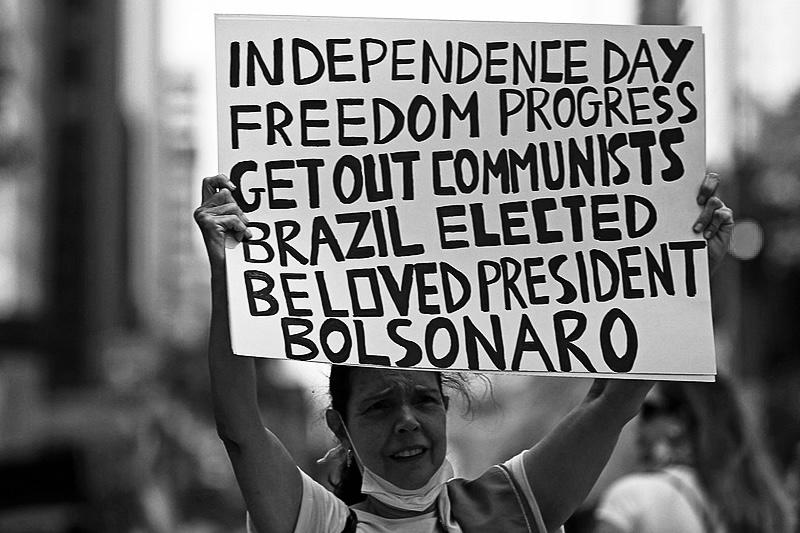 INDEPENDENCE DAY
FREEDOM PROGRESS
GET OUT COMMUNISTS
BRAZIL ELECTED
BELOVED PRESIDENT
BOLSONARO